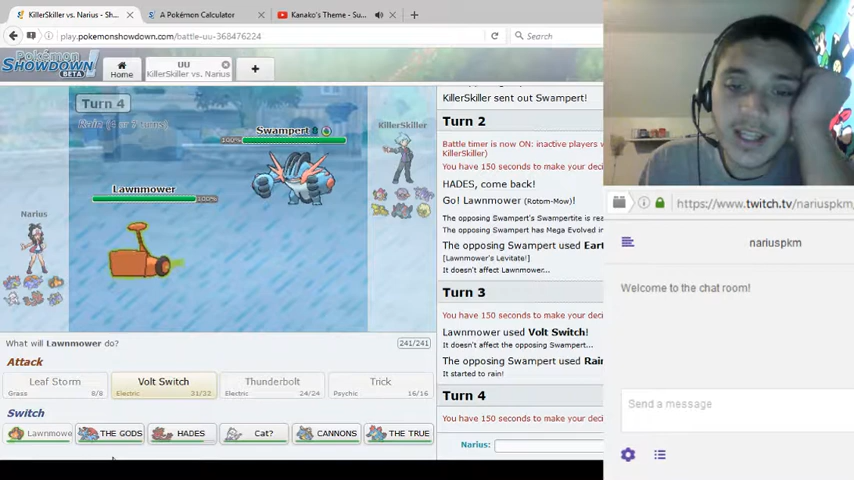 KillerSkiller vs. Narius - Sh...
A Pokémon Calculator
Kanako's Theme - Su...
play.pokemonshowdown.com/battle-uu-368476224
Search
Pokémon
SHOWDOWN
BETA
Home
UU
KillerSkiller vs. Narius
Turn 4
Rain (4 or 7 turns)
Swampert
100%
KillerSkiller
Lawnmower
100%
Narius
What will Lawnmower do?
241/241
Attack
Leaf Storm
Grass 8/8
Volt Switch
Electric 31/32
Thunderbolt
Electric 24/24
Trick
Psychic 16/16
Switch
Lawnmowe
THE GODS
HADES
Cat?
CANNONS
THE TRUE
KillerSkiller sent out Swampert!
Turn 2
Battle timer is now ON: inactive players w
KillerSkiller)
You have 150 seconds to make your deci
HADES, come back!
Go! Lawnmower (Rotom-Mow)!
The opposing Swampert's Swampertite is rea
The opposing Swampert has Mega Evolved in
The opposing Swampert used Eart
[Lawnmower's Levitate!]
It doesn't affect Lawnmower...
Turn 3
You have 150 seconds to make your deci
Lawnmower used Volt Switch!
It doesn't affect the opposing Swampert...
The opposing Swampert used Rain
It started to rain!
Turn 4
You have 150 seconds to make your deci
Narius:
https://www.twitch.tv/nariuspkm
nariuspkm
Welcome to the chat room!
Send a message